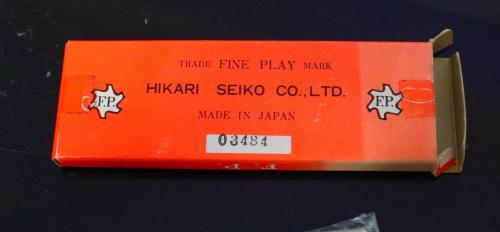 TRADE FINE PLAY MARK
F.P. HIKARI SEIKO CO.,LTD. F.P.
MADE IN JAPAN
03484
F. P.